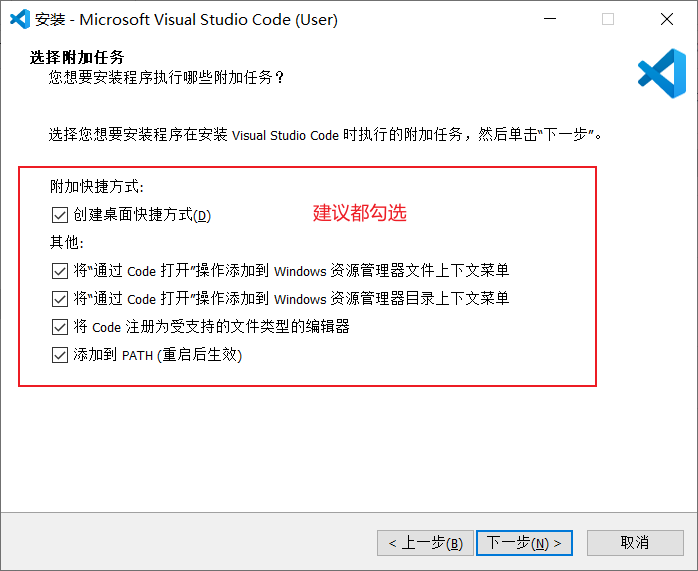 安装 - Microsoft Visual Studio Code (User)
选择附加任务
您想要安装程序执行哪些附加任务？
选择您想要安装程序在安装 Visual Studio Code 时执行的附加任务，然后单击“下一步”。
附加快捷方式:
创建桌面快捷方式(D)
建议都勾选
其他:
将“通过 Code 打开”操作添加到 Windows 资源管理器文件上下文菜单
将“通过 Code 打开”操作添加到 Windows 资源管理器目录上下文菜单
将 Code 注册为受支持的文件类型的编辑器
添加到 PATH (重启后生效)
< 上一步(B) 下一步(N) > 取消